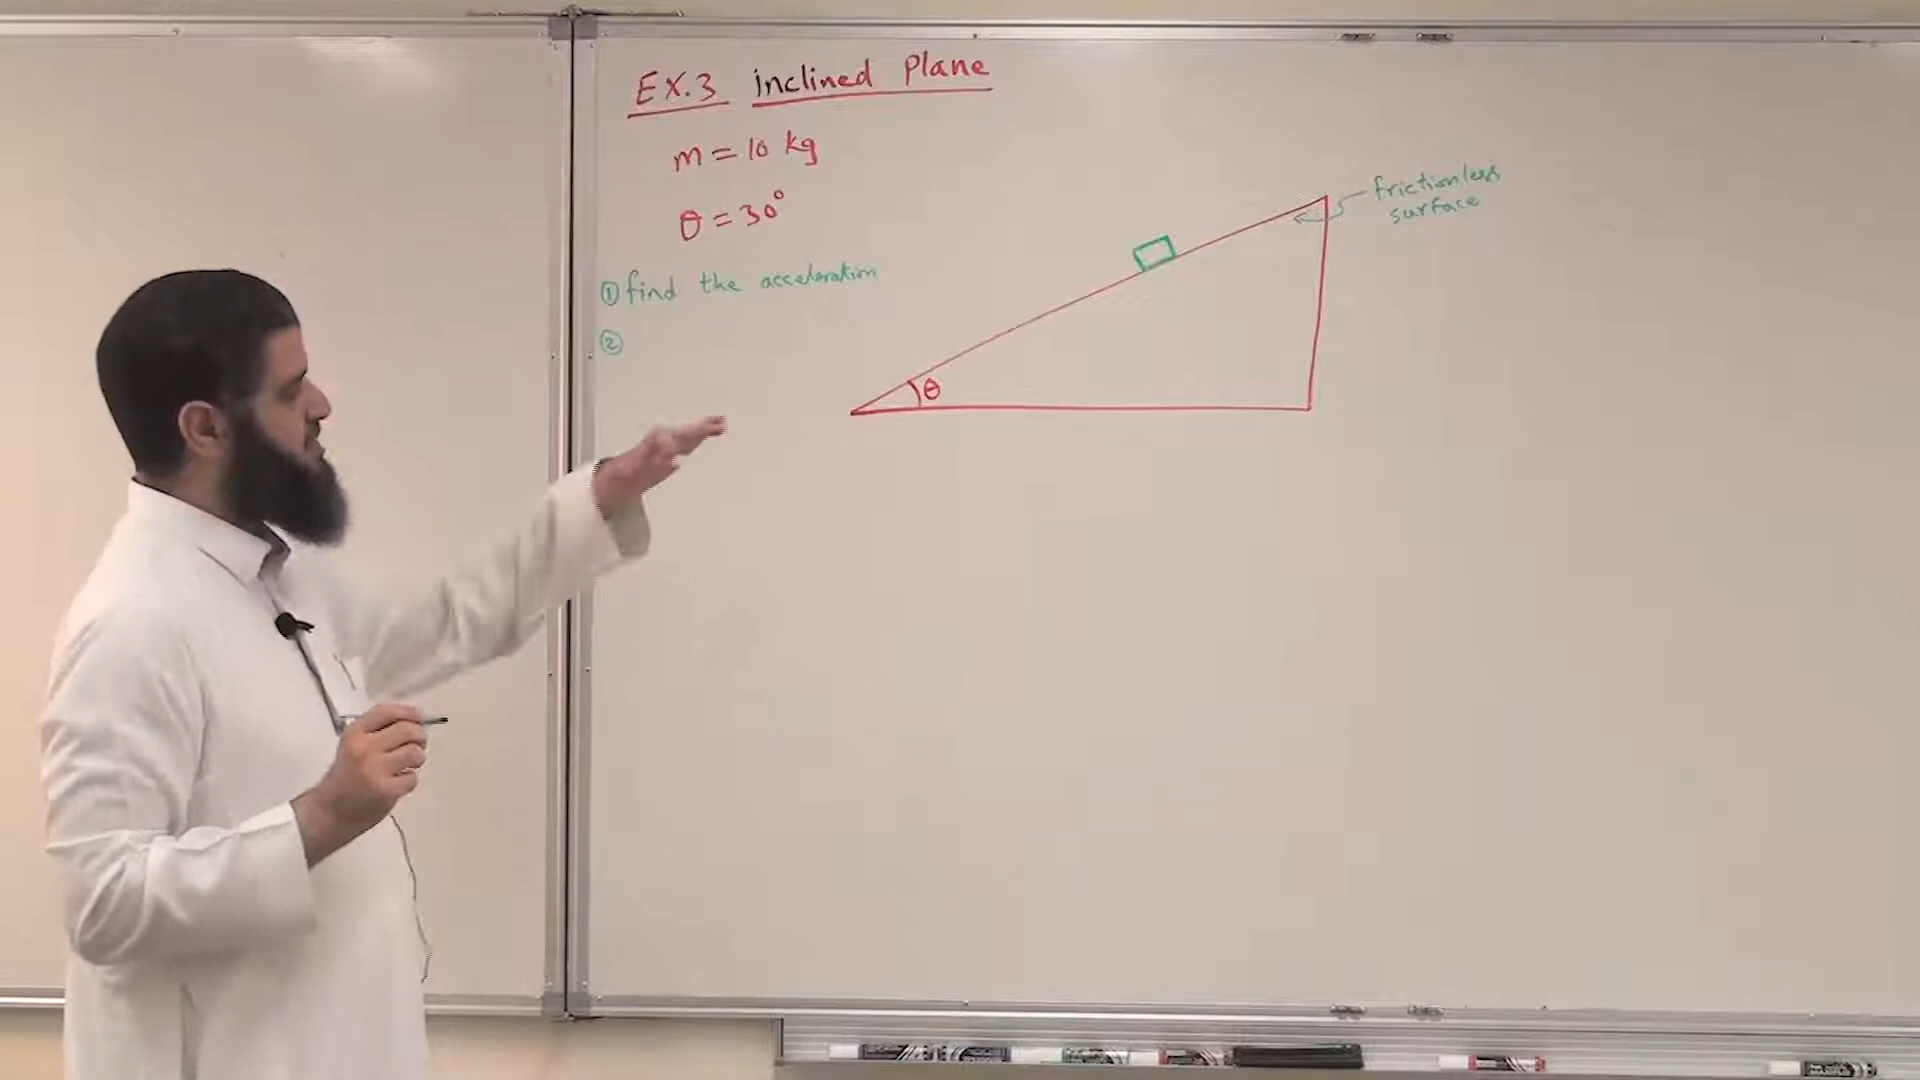 EX.3 inclined Plane
m = 10 kg
θ = 30°
① find the acceleration
②
frictionless
surface
θ